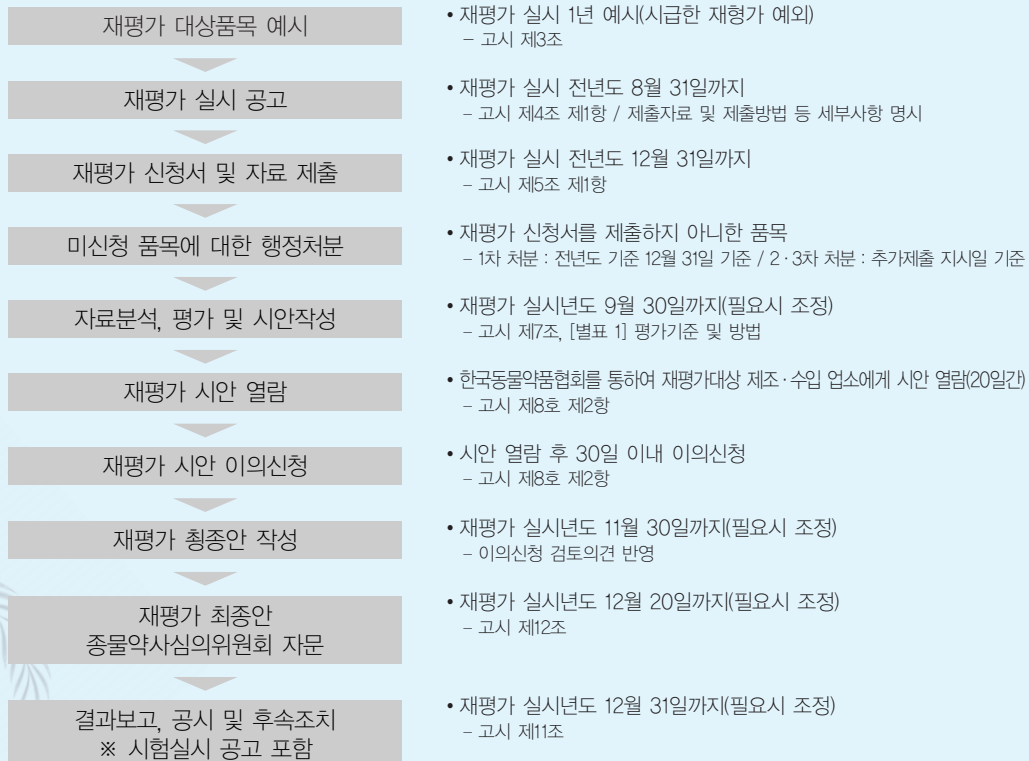 재평가 대상품목 예시
• 재평가 실시 1년 예시(시급한 재형가 예외)
– 고시 제3조
재평가 실시 공고
• 재평가 실시 전년도 8월 31일까지
– 고시 제4조 제1항 / 제출자료 및 제출방법 등 세부사항 명시
재평가 신청서 및 자료 제출
• 재평가 실시 전년도 12월 31일까지
– 고시 제5조 제1항
미신청 품목에 대한 행정처분
• 재평가 신청서를 제출하지 아니한 품목
– 1차 처분 : 전년도 기준 12월 31일 기준 / 2·3차 처분 : 추가제출 지시일 기준
자료분석, 평가 및 시안작성
• 재평가 실시년도 9월 30일까지(필요시 조정)
– 고시 제7조, [별표 1] 평가기준 및 방법
재평가 시안 열람
• 한국동물약품협회를 통하여 재평가대상 제조·수입 업소에게 시안 열람(20일간)
– 고시 제8호 제2항
재평가 시안 이의신청
• 시안 열람 후 30일 이내 이의신청
– 고시 제8호 제2항
재평가 칭종안 작성
• 재평가 실시년도 11월 30일까지(필요시 조정)
– 이의신청 검토의견 반영
재평가 최종안
종물약사심의위원회 자문
• 재평가 실시년도 12월 20일까지(필요시 조정)
– 고시 제12조
결과보고, 공시 및 후속조치
※ 시험실시 공고 포함
• 재평가 실시년도 12월 31일까지(필요시 조정)
– 고시 제11조